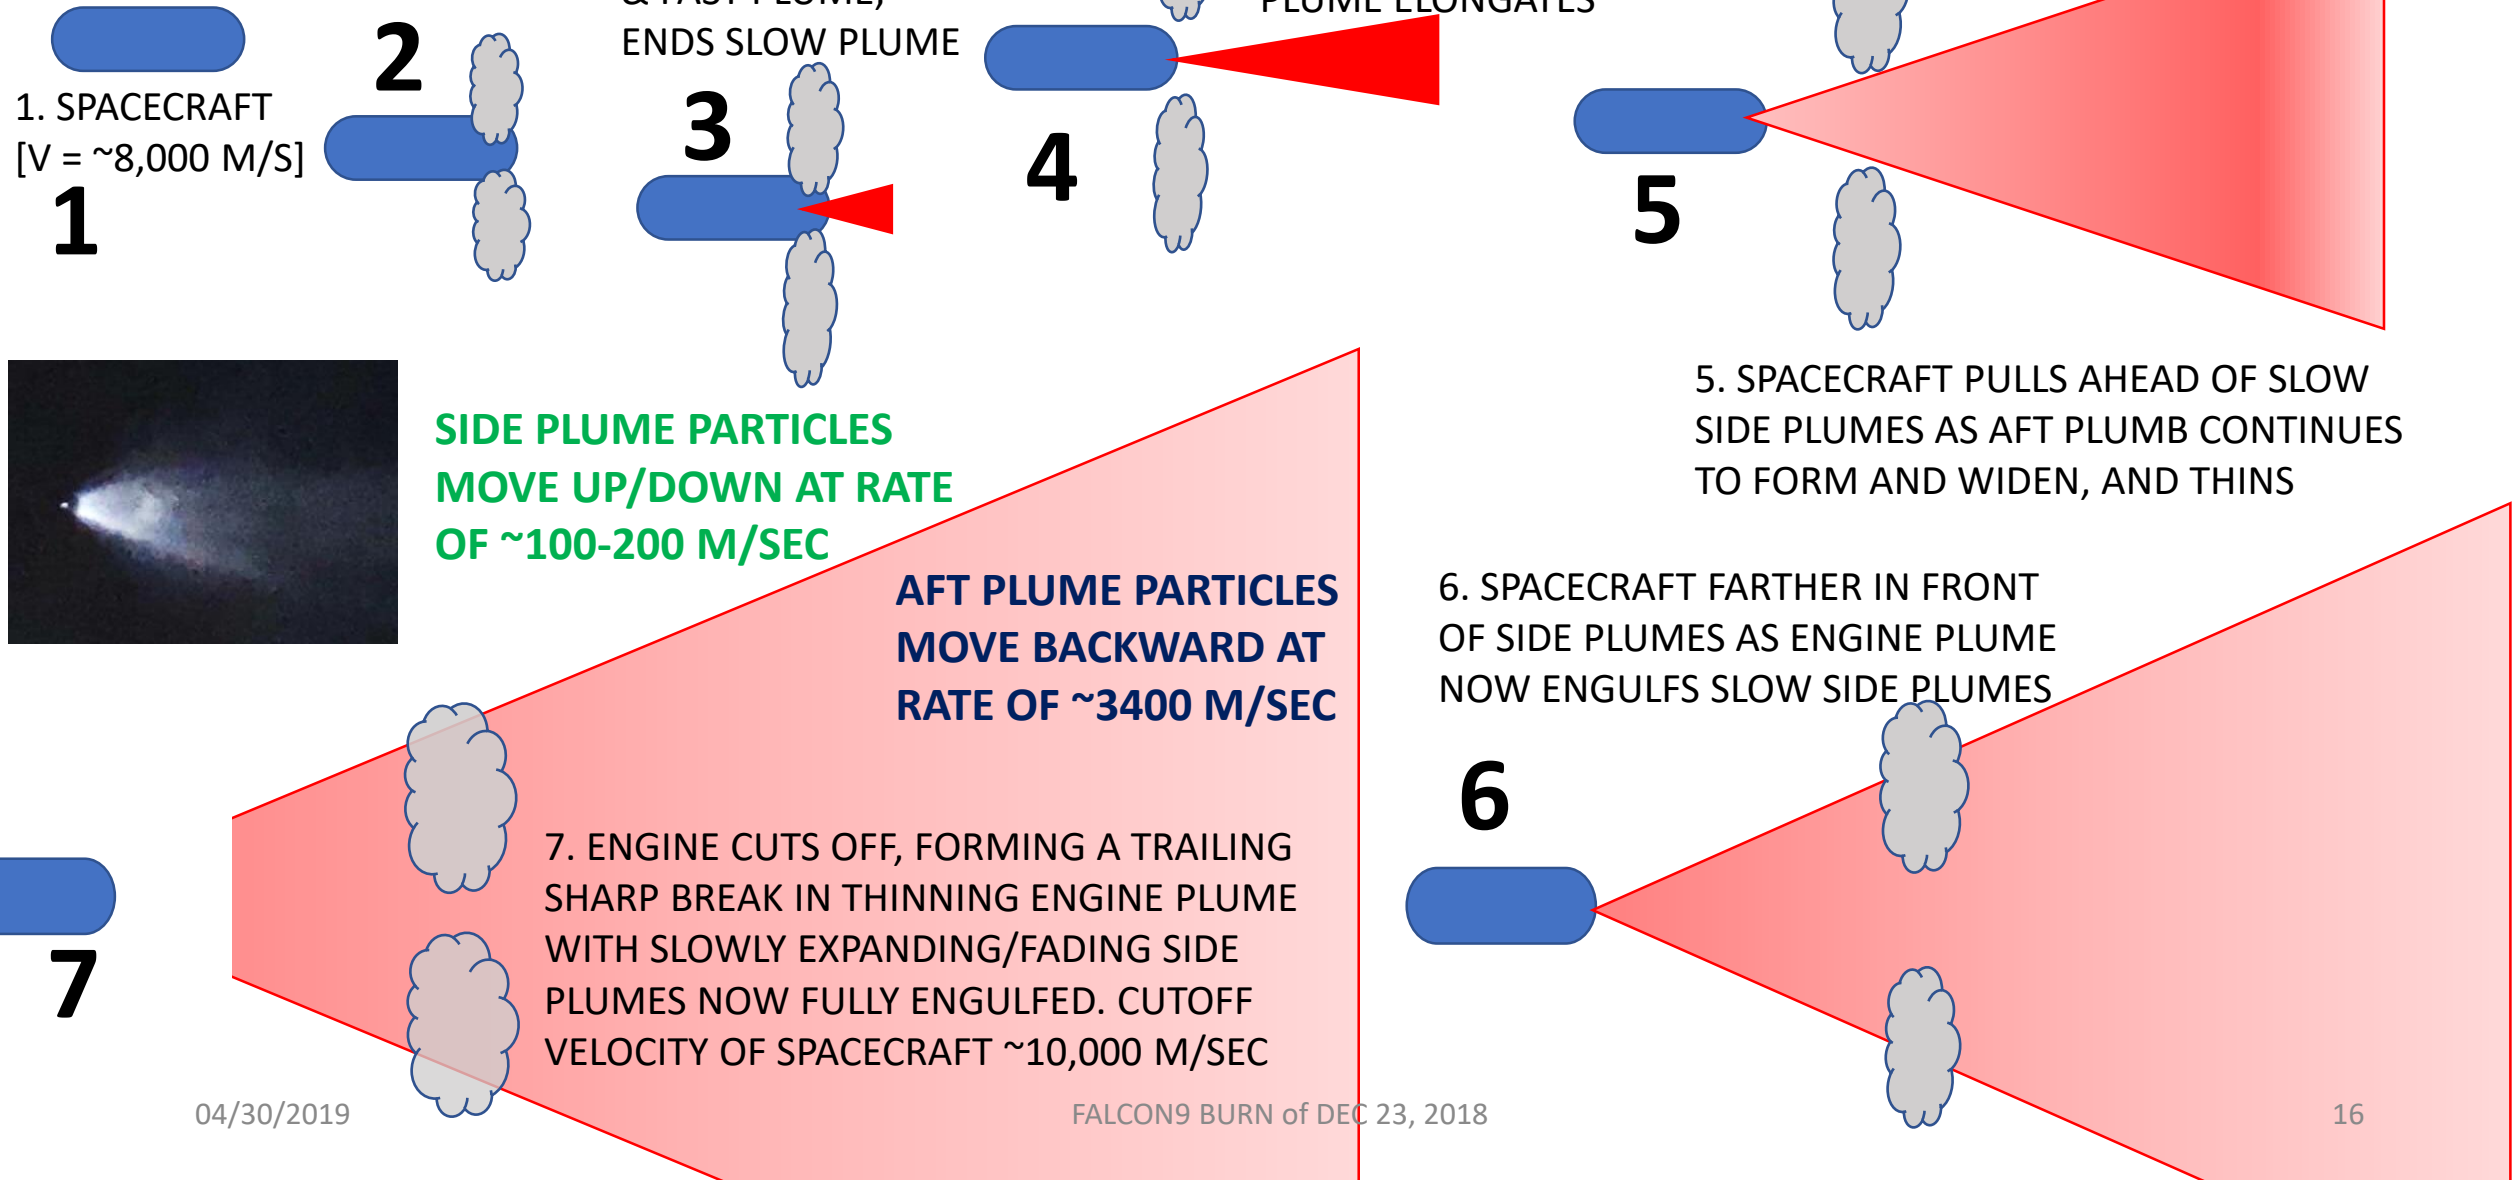 & FAST PLUME,
ENDS SLOW PLUME
PLUME ELONGATES
1. SPACECRAFT
[V = ~8,000 M/S]
1
2
3
4
5
5. SPACECRAFT PULLS AHEAD OF SLOW
SIDE PLUMES AS AFT PLUMB CONTINUES
TO FORM AND WIDEN, AND THINS
SIDE PLUME PARTICLES
MOVE UP/DOWN AT RATE
OF ~100-200 M/SEC
AFT PLUME PARTICLES
MOVE BACKWARD AT
RATE OF ~3400 M/SEC
6. SPACECRAFT FARTHER IN FRONT
OF SIDE PLUMES AS ENGINE PLUME
NOW ENGULFS SLOW SIDE PLUMES
6
7. ENGINE CUTS OFF, FORMING A TRAILING
SHARP BREAK IN THINNING ENGINE PLUME
WITH SLOWLY EXPANDING/FADING SIDE
PLUMES NOW FULLY ENGULFED. CUTOFF
VELOCITY OF SPACECRAFT ~10,000 M/SEC
7
04/30/2019
FALCON9 BURN of DEC 23, 2018
16